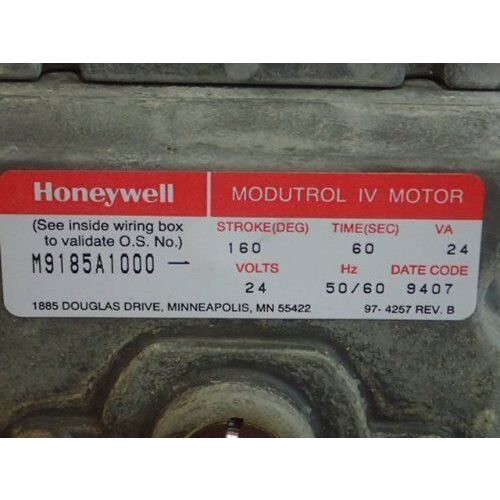 Honeywell
MODUTROL IV MOTOR
(See inside wiring box
to validate O.S. No.)
M9185A1000 —
STROKE(DEG) TIME(SEC) VA
160 60 24
VOLTS Hz DATE CODE
24 50/60 9407
1885 DOUGLAS DRIVE, MINNEAPOLIS, MN 55422
97- 4257 REV. B